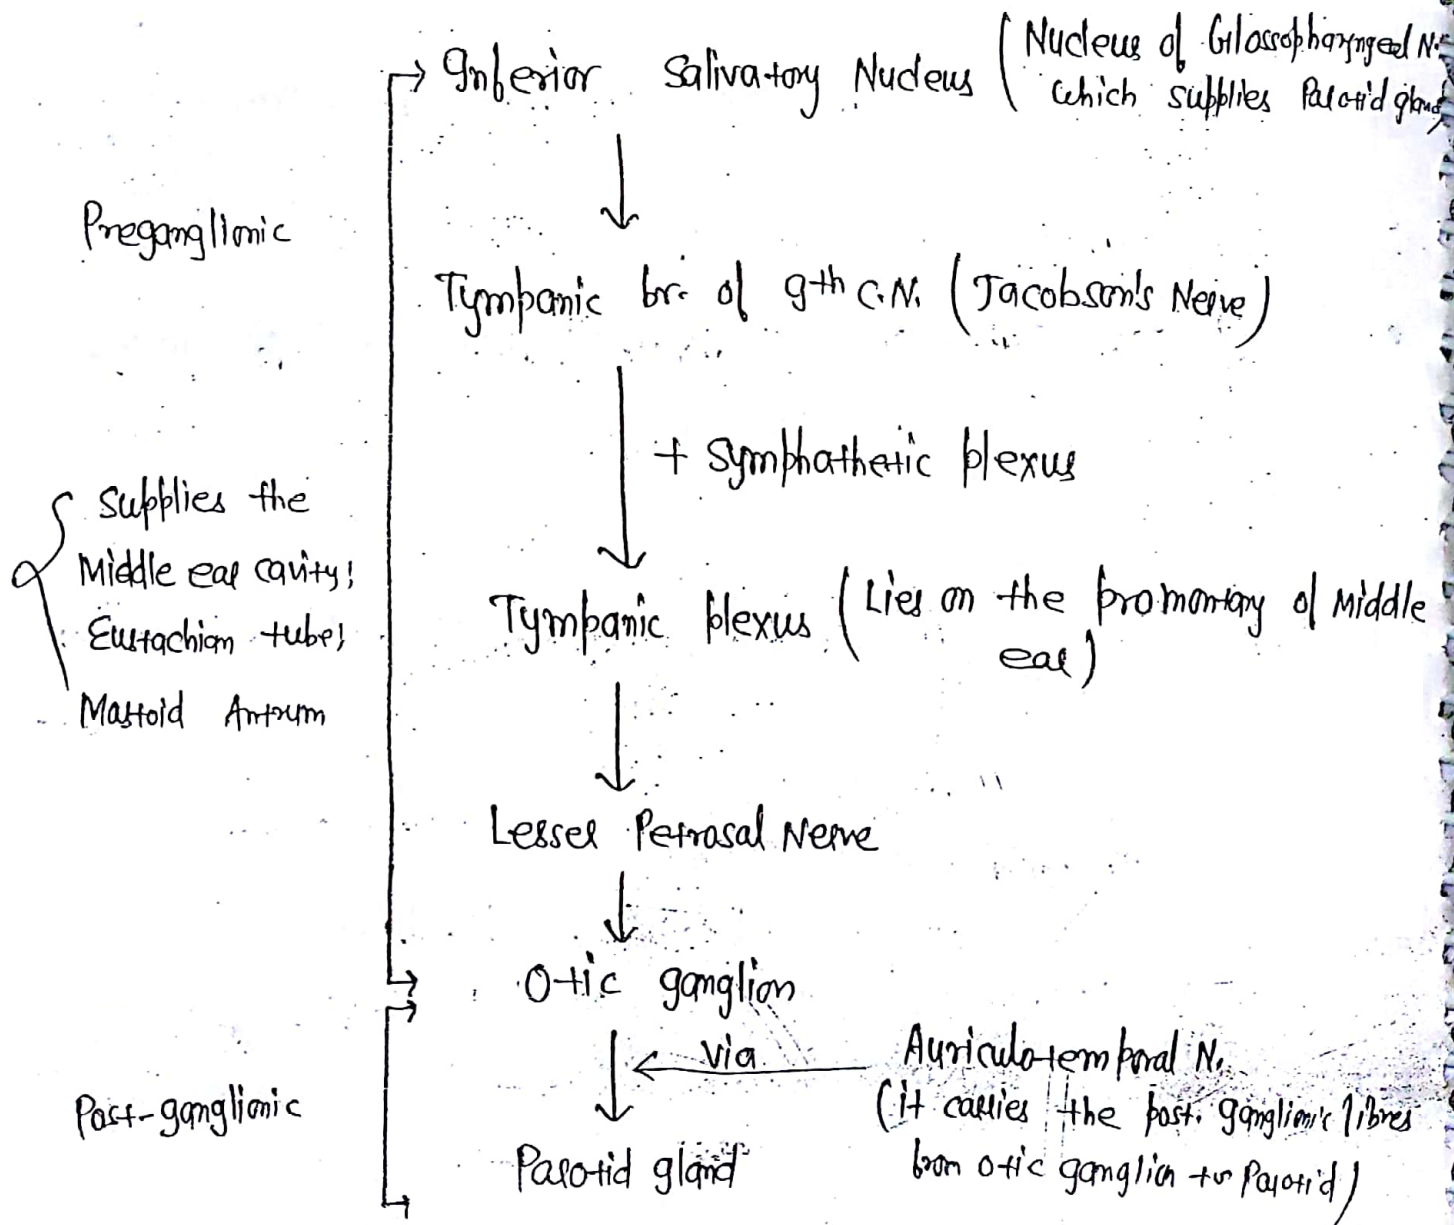 Inferior Salivatory Nucleus (Nucleus of Glossopharyngeal N.
which supplies Parotid gland)
Preganglionic
Tympanic br. of 9th C.N. (Jacobson's Nerve)
+ Symphathetic plexus
Supplies the
Middle ear cavity,
Eustachian tube,
Mastoid Antrum
Tympanic plexus (Lies on the promontary of Middle
ear)
Lesser Petrosal Nerve
Otic ganglion
via
Auriculotemporal N.
(it carries the post. ganglionic fibres
from otic ganglion to Parotid)
Post-ganglionic
Parotid gland